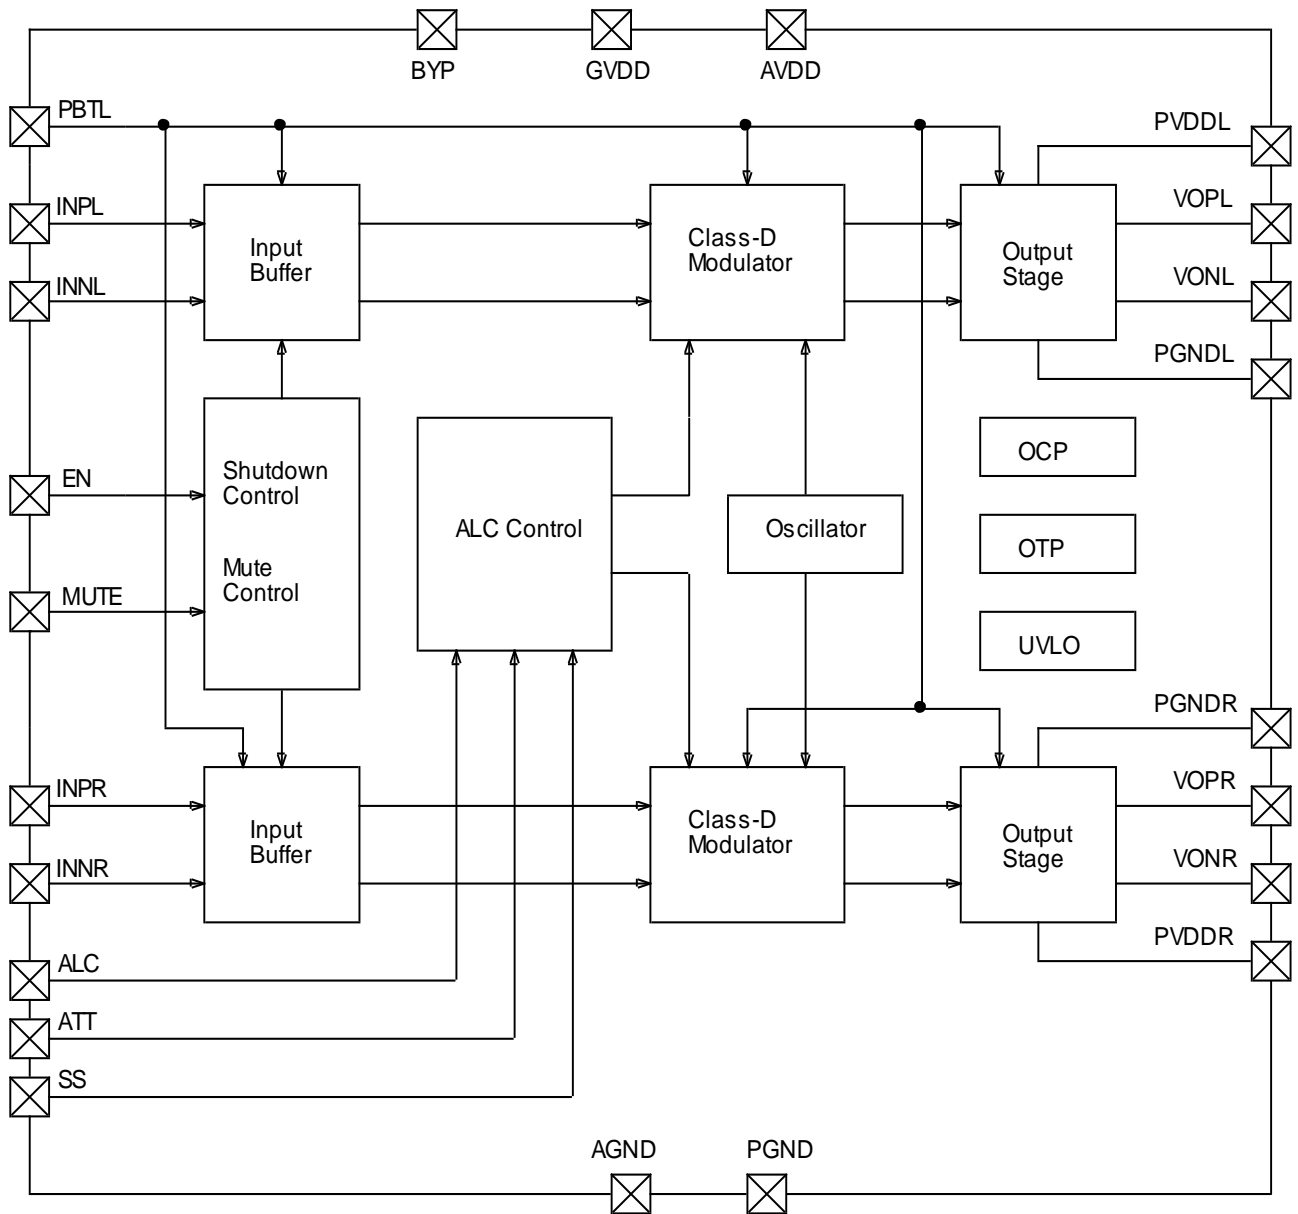 BYP
GVDD
AVDD
PBTL
PVDDL
INPL
VOPL
Input
Buffer
Class-D
Modulator
Output
Stage
INNL
VONL
PGNDL
EN
Shutdown
Control
Mute
Control
ALC Control
Oscillator
OCP
OTP
UVLO
MUTE
PGNDR
INPR
VOPR
Input
Buffer
Class-D
Modulator
Output
Stage
INNR
VONR
PVDDR
ALC
ATT
SS
AGND
PGND